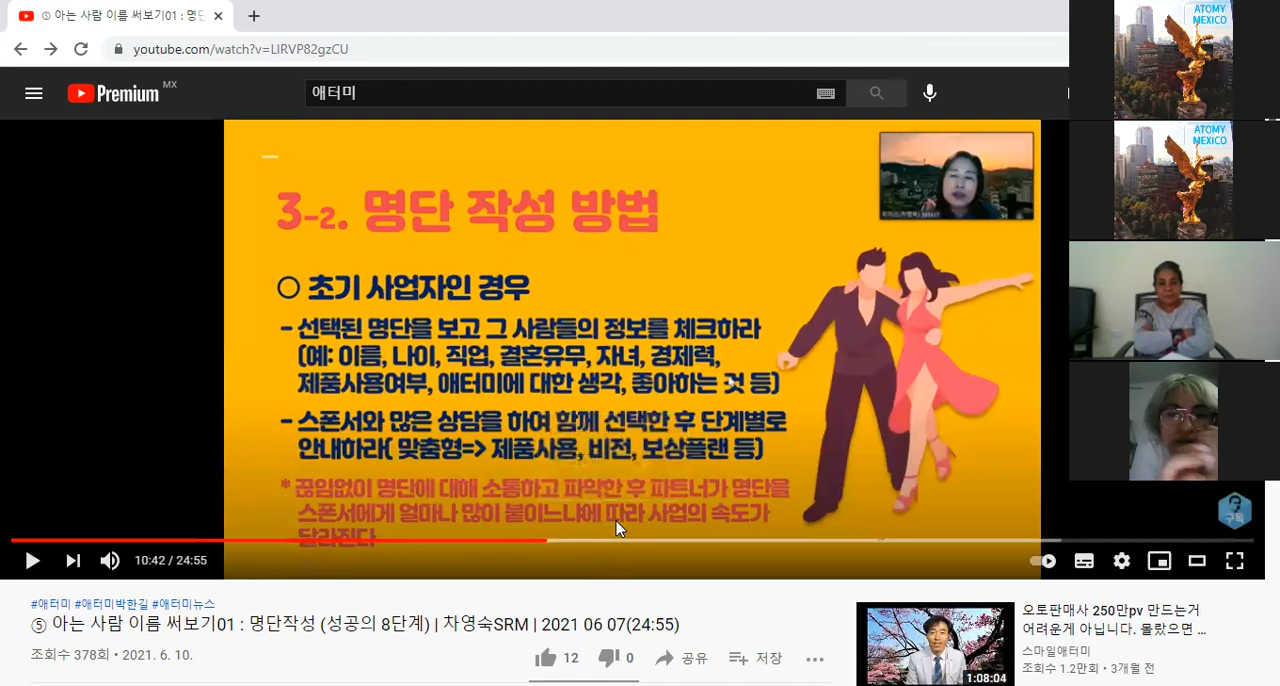 ⑤ 아는 사람 이름 써보기01 : 명단
youtube.com/watch?v=LIRVP82gzCU
Premium MX
애터미
ATOMY MEXICO
ATOMY MEXICO
3-2. 명단 작성 방법
○ 초기 사업자인 경우
- 선택된 명단을 보고 그 사람들의 정보를 체크하라
(예: 이름, 나이, 직업, 결혼유무, 자녀, 경제력,
제품사용여부, 애터미에 대한 생각, 좋아하는 것 등)
- 스폰서와 많은 상담을 하여 함께 선택한 후 단계별로
안내하라( 맞춤형=> 제품사용, 비전, 보상플랜 등)
* 끊임없이 명단에 대해 소통하고 파악한 후 파트너가 명단을
스폰서에게 얼마나 많이 붙이느냐에 따라 사업의 속도가
달라진다
구독
10:42 / 24:55
#애터미 #애터미박한길 #애터미뉴스
⑤ 아는 사람 이름 써보기01 : 명단작성 (성공의 8단계) | 차영숙SRM | 2021 06 07(24:55)
조회수 378회 • 2021. 6. 10.
12
0
공유
저장
오토판매사 250만pv 만드는거
어려운게 아닙니다. 몰랐으면 ...
스마일애터미
조회수 1.2만회 • 3개월 전
1:08:04